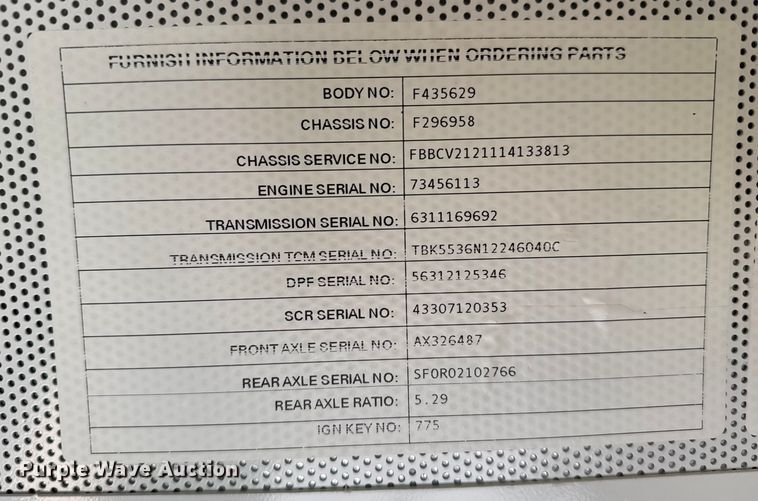 FURNISH INFORMATION BELOW WHEN ORDERING PARTS
BODY NO: F435629
CHASSIS NO: F296958
CHASSIS SERVICE NO: FBBCV2121114133813
ENGINE SERIAL NO: 73456113
TRANSMISSION SERIAL NO: 6311169692
TRANSMISSION TCM SERIAL NO: TBK5536N12246040C
DPF SERIAL NO: 56312125346
SCR SERIAL NO: 43307120353
FRONT AXLE SERIAL NO: AX326487
REAR AXLE SERIAL NO: SF0R02102766
REAR AXLE RATIO: 5.29
IGN KEY NO: 775
Purple Wave Auction